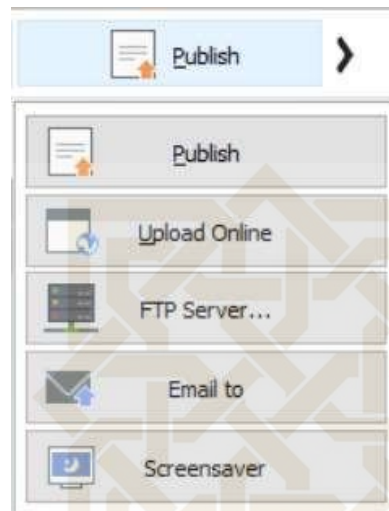 Publish
Publish
Upload Online
FTP Server...
Email to
Screensaver